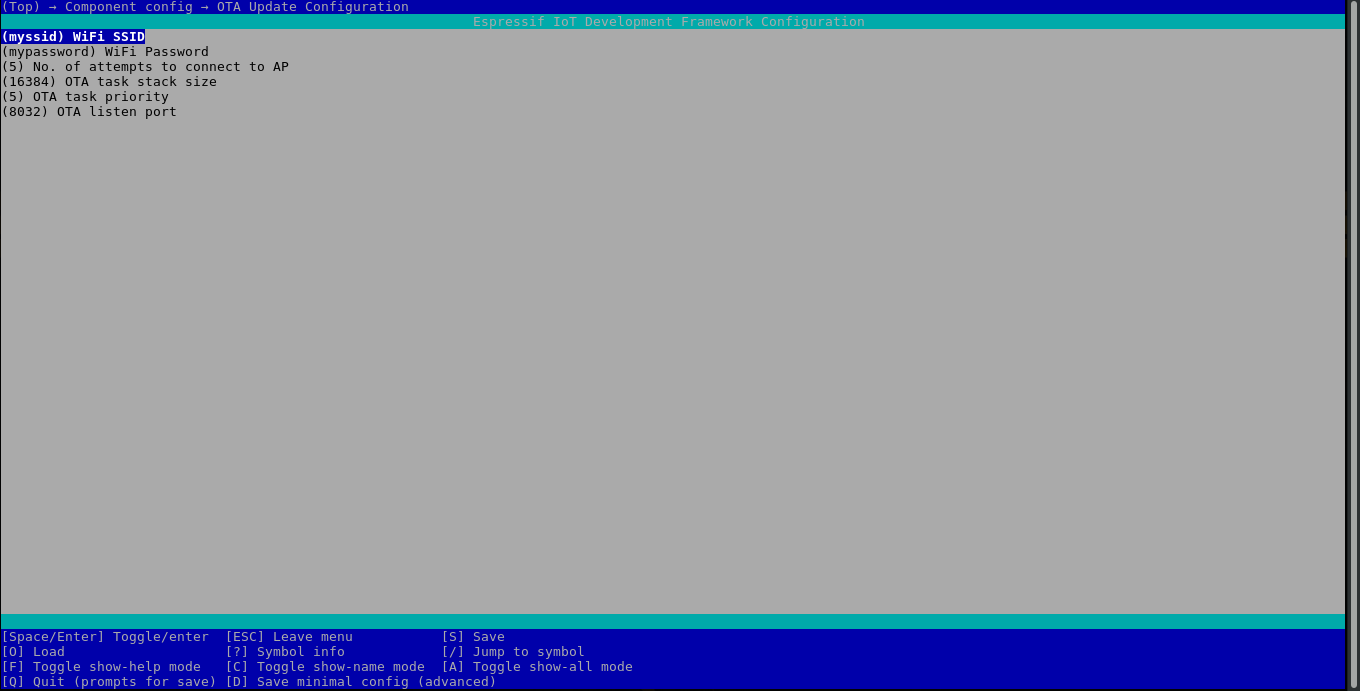 (Top) → Component config → OTA Update Configuration
Espressif IoT Development Framework Configuration
(myssid) WiFi SSID
(mypassword) WiFi Password
(5) No. of attempts to connect to AP
(16384) OTA task stack size
(5) OTA task priority
(8032) OTA listen port
[Space/Enter] Toggle/enter  [ESC] Leave menu           [S] Save
[O] Load                    [?] Symbol info            [/] Jump to symbol
[F] Toggle show-help mode   [C] Toggle show-name mode  [A] Toggle show-all mode
[Q] Quit (prompts for save) [D] Save minimal config (advanced)